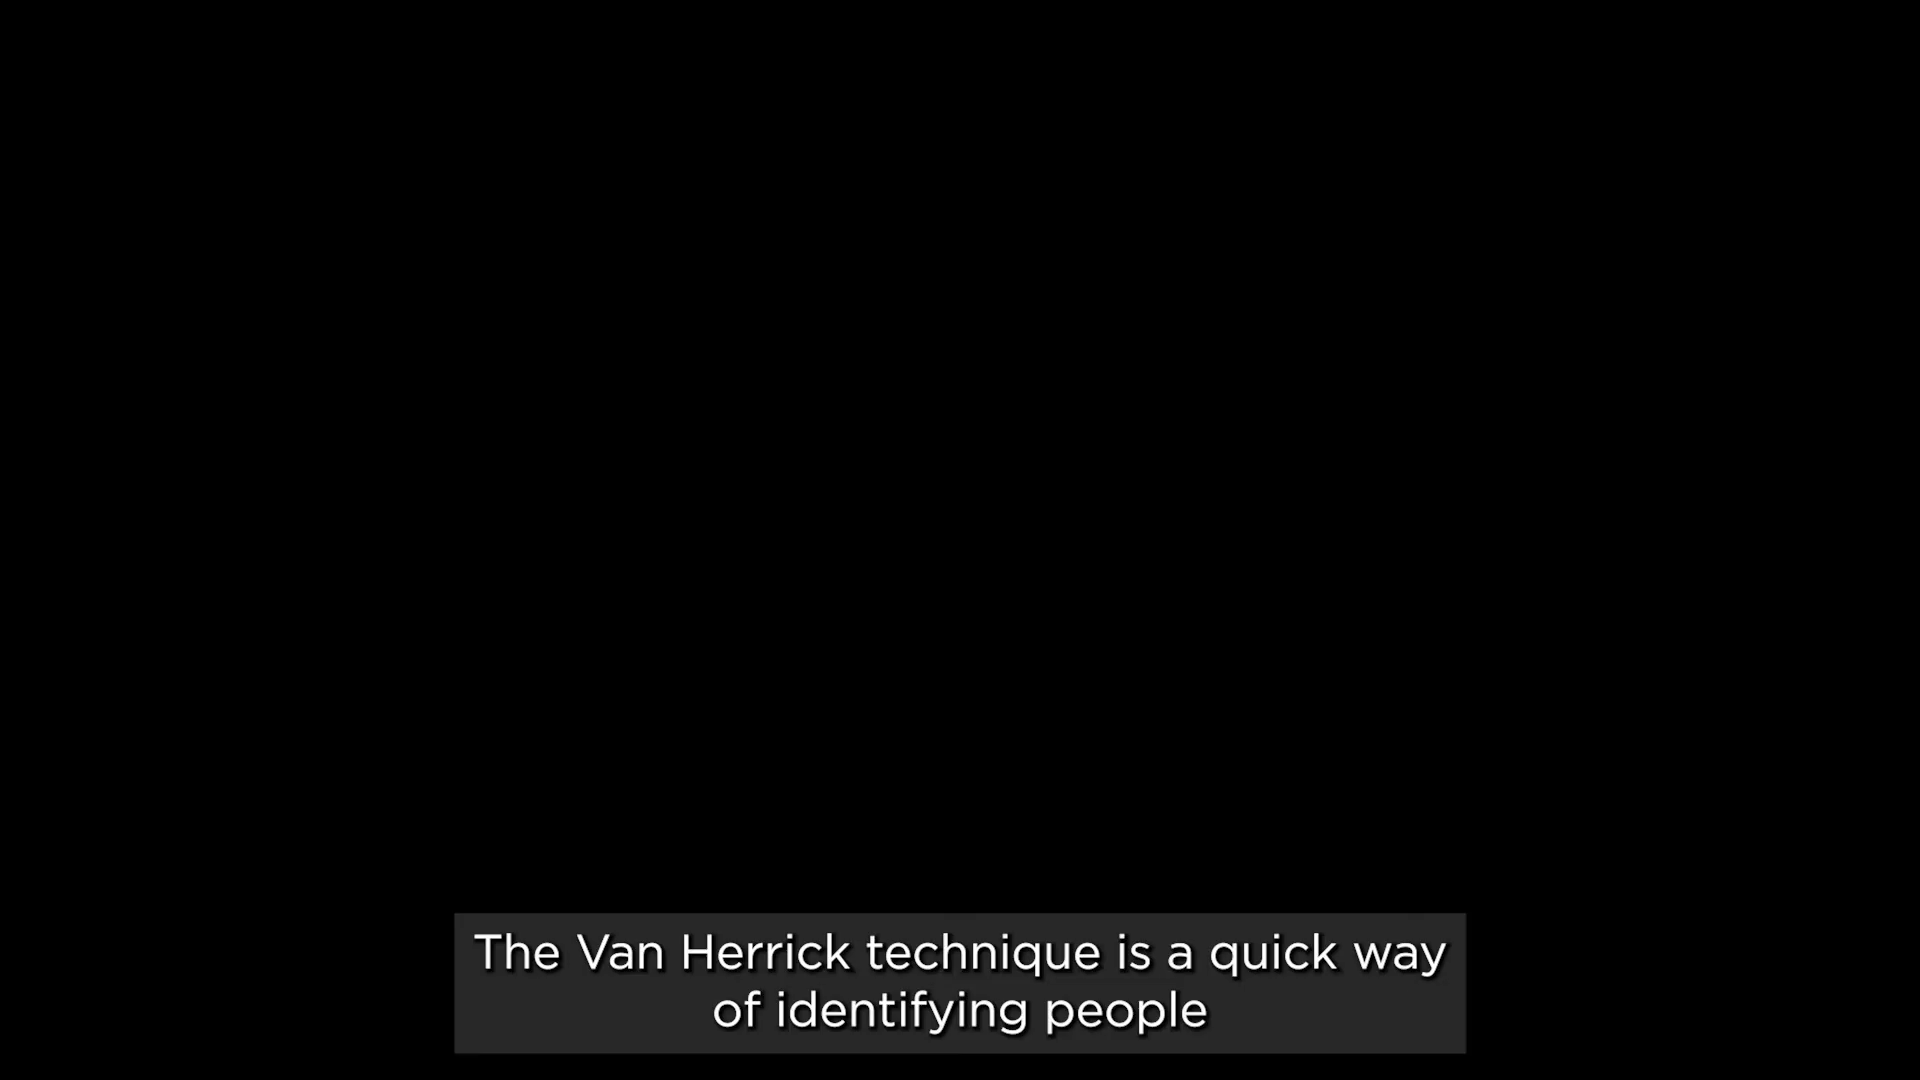 The Van Herrick technique is a quick way
of identifying people